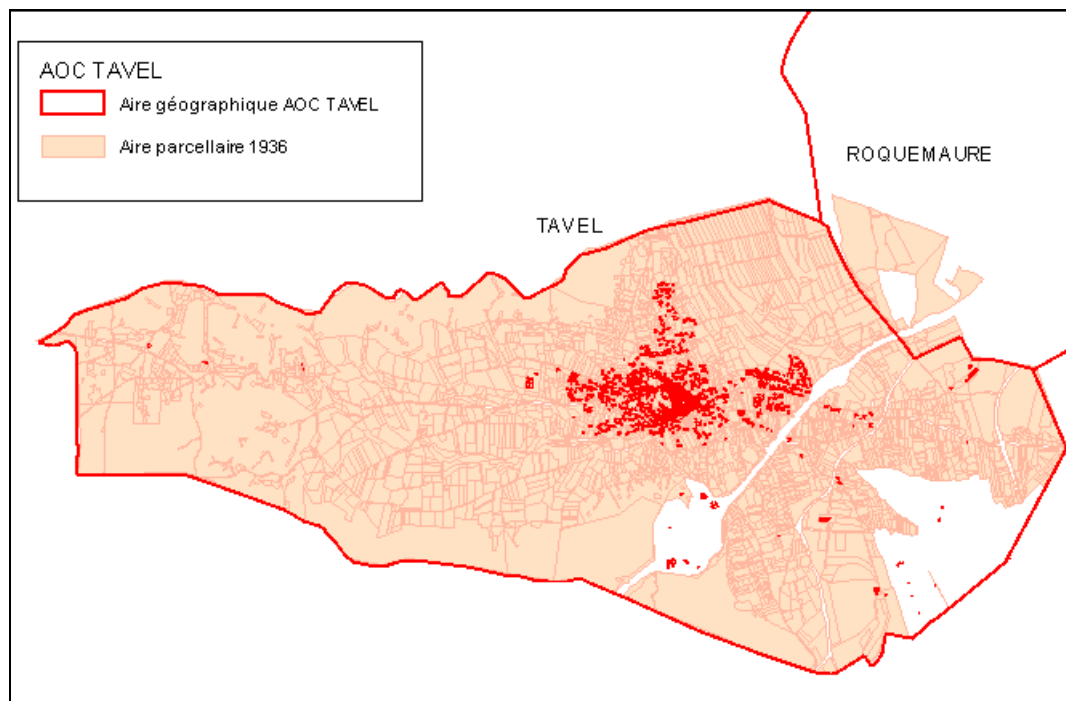 AOC TAVEL
Aire géographique AOC TAVEL
Aire parcellaire 1936
ROQUEMAURE
TAVEL